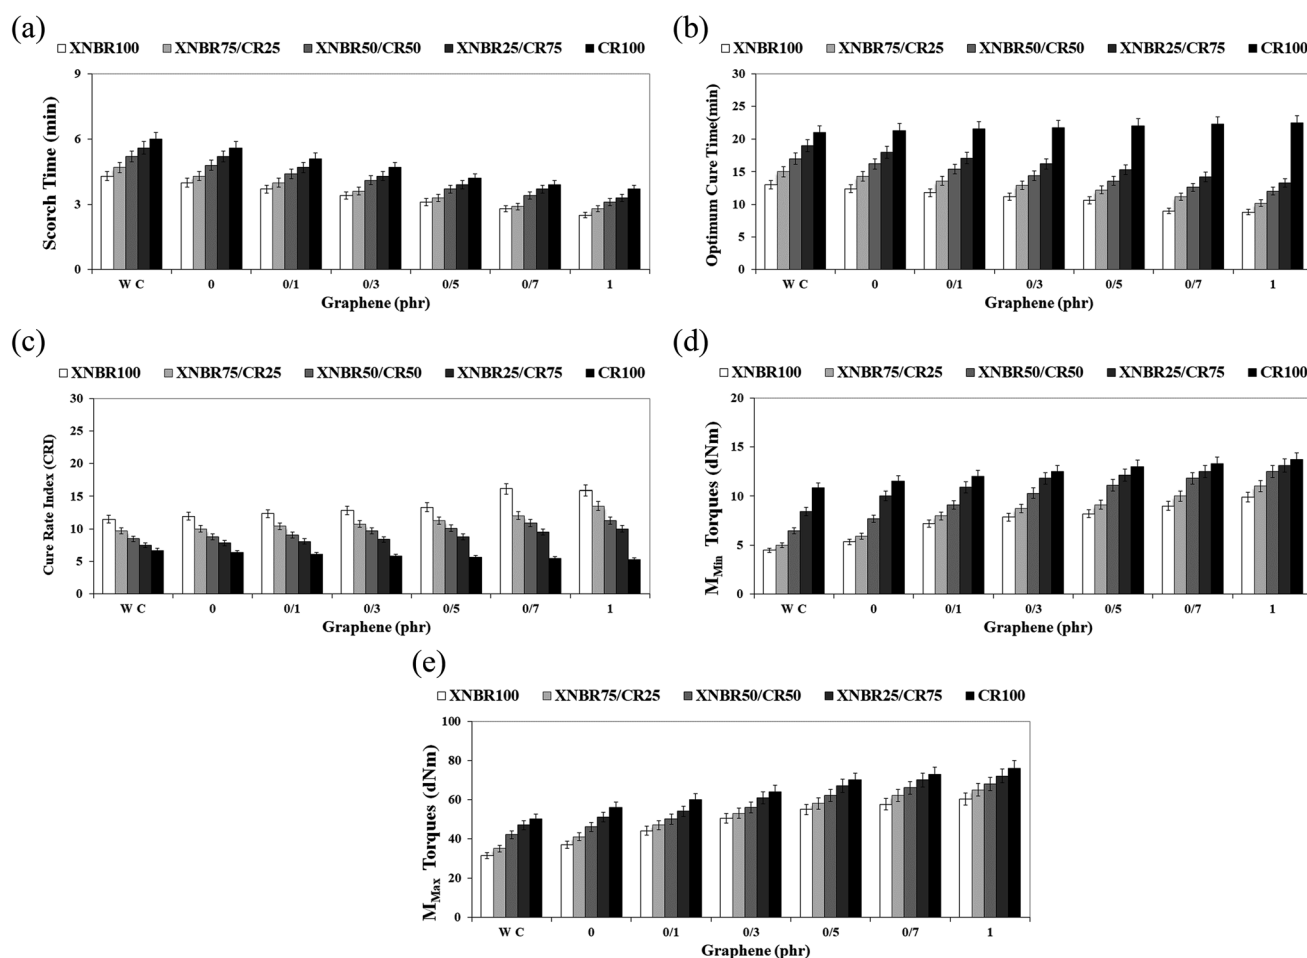 (a)
XNBR100 XNBR75/CR25 XNBR50/CR50 XNBR25/CR75 CR100
Scorch Time (min)
9
6
3
0
W C 0 0/1 0/3 0/5 0/7 1
Graphene (phr)
(b)
XNBR100 XNBR75/CR25 XNBR50/CR50 XNBR25/CR75 CR100
Optimum Cure Time(min)
30
25
20
15
10
5
0
W C 0 0/1 0/3 0/5 0/7 1
Graphene (phr)
(c)
XNBR100 XNBR75/CR25 XNBR50/CR50 XNBR25/CR75 CR100
Cure Rate Index (CRI)
30
25
20
15
10
5
0
W C 0 0/1 0/3 0/5 0/7 1
Graphene (phr)
(d)
XNBR100 XNBR75/CR25 XNBR50/CR50 XNBR25/CR75 CR100
MMin Torques (dNm)
20
15
10
5
0
W C 0 0/1 0/3 0/5 0/7 1
Graphene (phr)
(e)
XNBR100 XNBR75/CR25 XNBR50/CR50 XNBR25/CR75 CR100
MMax Torques (dNm)
100
80
60
40
20
0
W C 0 0/1 0/3 0/5 0/7 1
Graphene (phr)